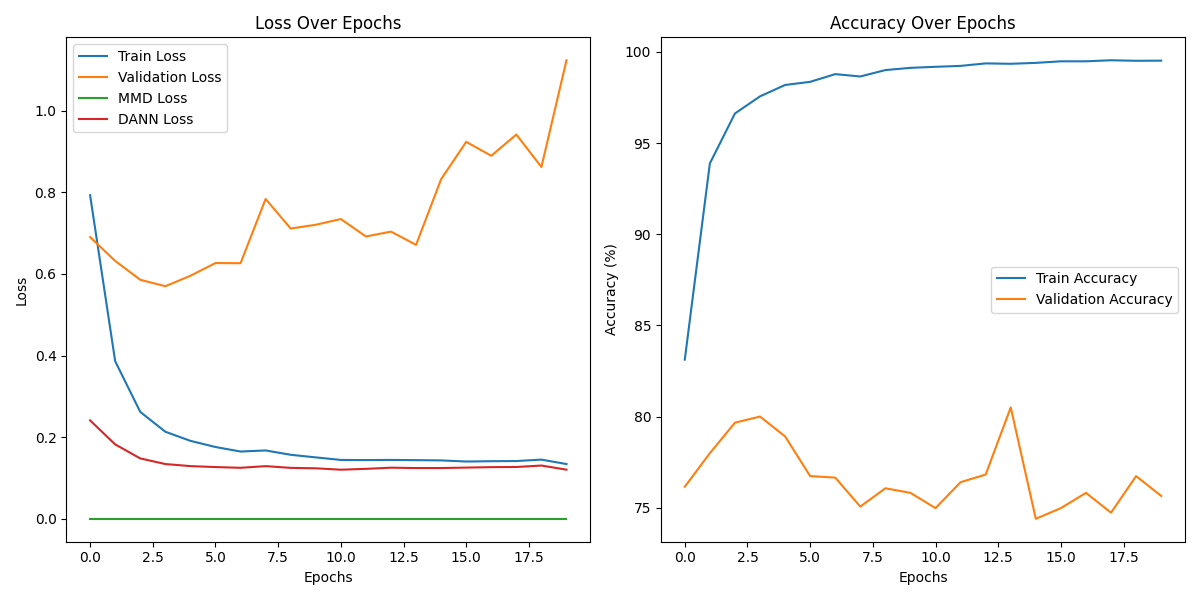 Loss Over Epochs
Train Loss
Validation Loss
MMD Loss
DANN Loss
1.0
0.8
0.6
0.4
0.2
0.0
Loss
0.0 2.5 5.0 7.5 10.0 12.5 15.0 17.5
Epochs
Accuracy Over Epochs
100
95
90
85
80
75
Accuracy (%)
Train Accuracy
Validation Accuracy
0.0 2.5 5.0 7.5 10.0 12.5 15.0 17.5
Epochs